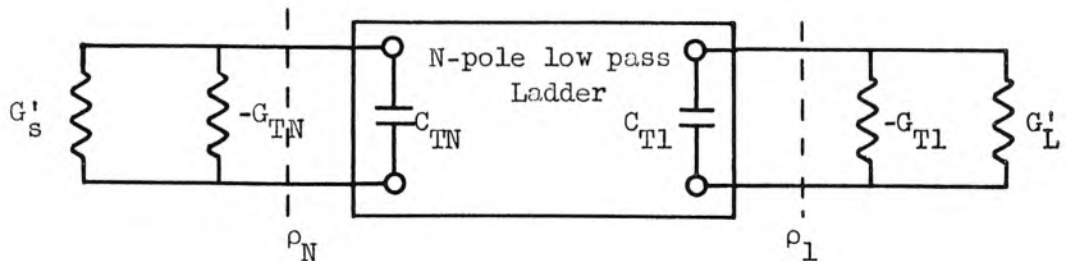 N-pole low pass
Ladder
G's
-GTN
CTN
CT1
-GT1
G'L
ρN
ρ1